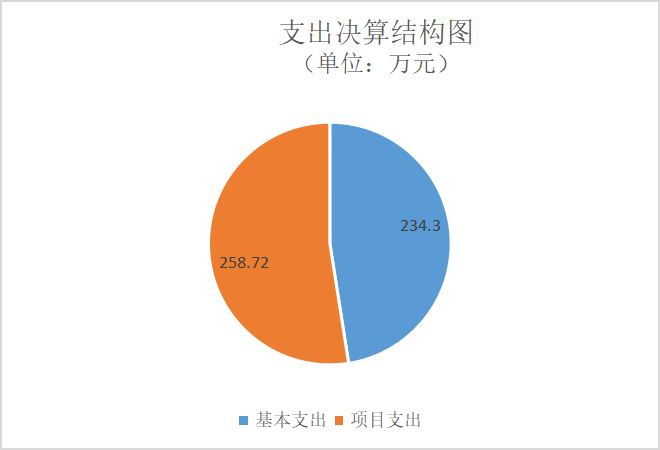 支出决算结构图
（单位：万元）
234.3
258.72
基本支出 项目支出